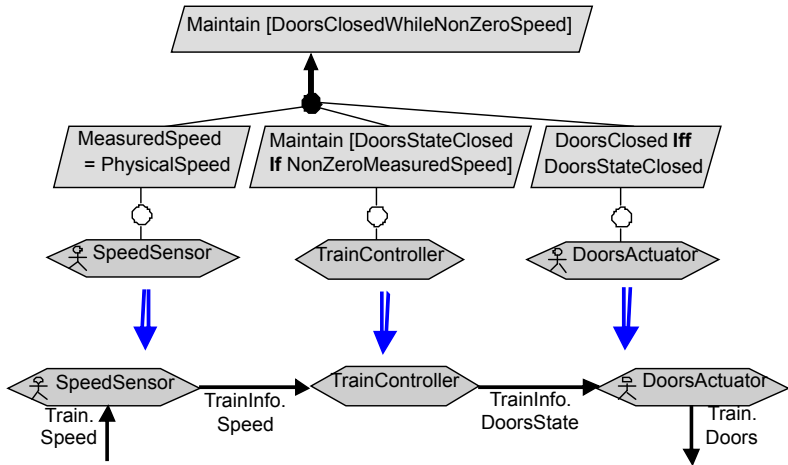 Maintain [DoorsClosedWhileNonZeroSpeed]
MeasuredSpeed
= PhysicalSpeed
Maintain [DoorsStateClosed
If NonZeroMeasuredSpeed]
DoorsClosed Iff
DoorsStateClosed
SpeedSensor
TrainController
DoorsActuator
SpeedSensor
TrainController
DoorsActuator
Train.
Speed
TrainInfo.
Speed
TrainInfo.
DoorsState
Train.
Doors